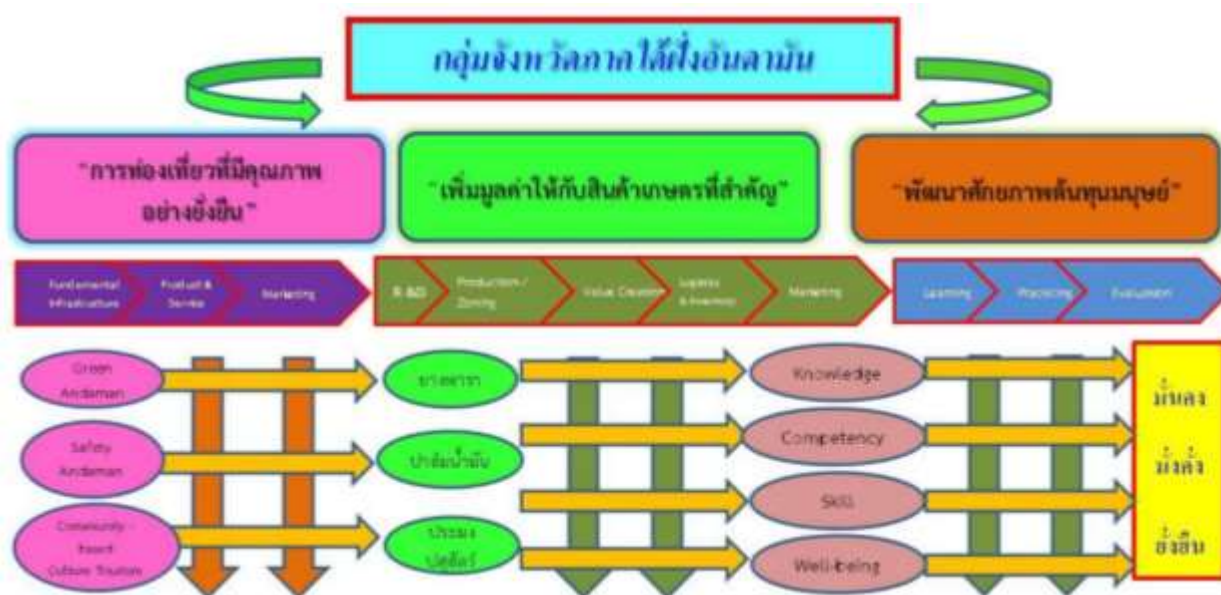 กลุ่มจังหวัดภาคใต้ฝั่งอันดามัน
"การท่องเที่ยวที่มีคุณภาพ
อย่างยั่งยืน"
"เพิ่มมูลค่าให้กับสินค้าเกษตรที่สำคัญ"
"พัฒนาศักยภาพต้นทุนมนุษย์"
Fundamental
Infrastructure
Product &
Service
Marketing
R &D
Production /
Zoning
Value Creation
Logistics
& Inventory
Marketing
Learning
Practicing
Evaluation
Green
Andaman
ยางพารา
Knowledge
มั่นคง
Safety
Andaman
ปาล์มน้ำมัน
Competency
มั่งคั่ง
Skill
Community -
Based
Culture Tourism
ประมง
ปศุสัตว์
Well-being
ยั่งยืน